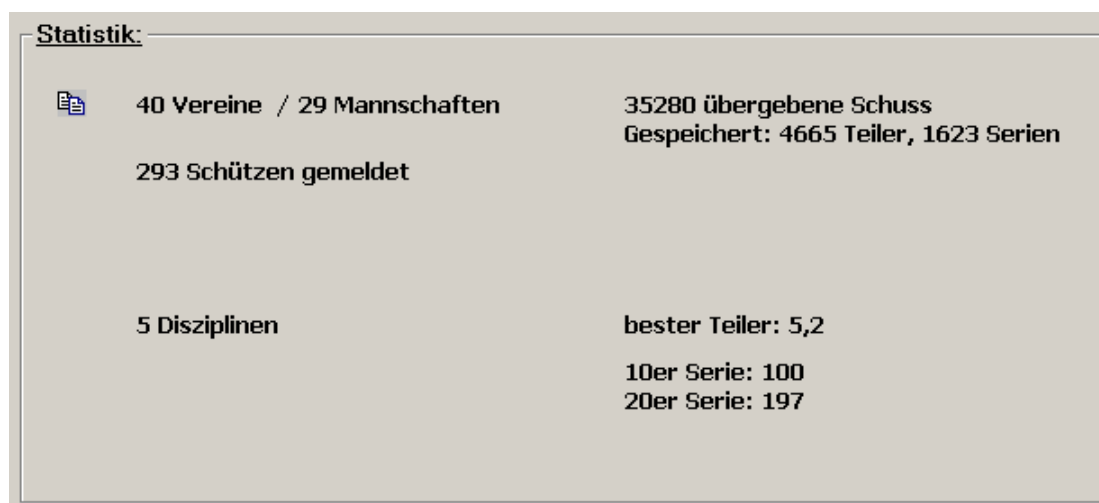 Statistik:
40 Vereine / 29 Mannschaften
293 Schützen gemeldet
35280 übergebene Schuss
Gespeichert: 4665 Teiler, 1623 Serien
5 Disziplinen
bester Teiler: 5,2
10er Serie: 100
20er Serie: 197